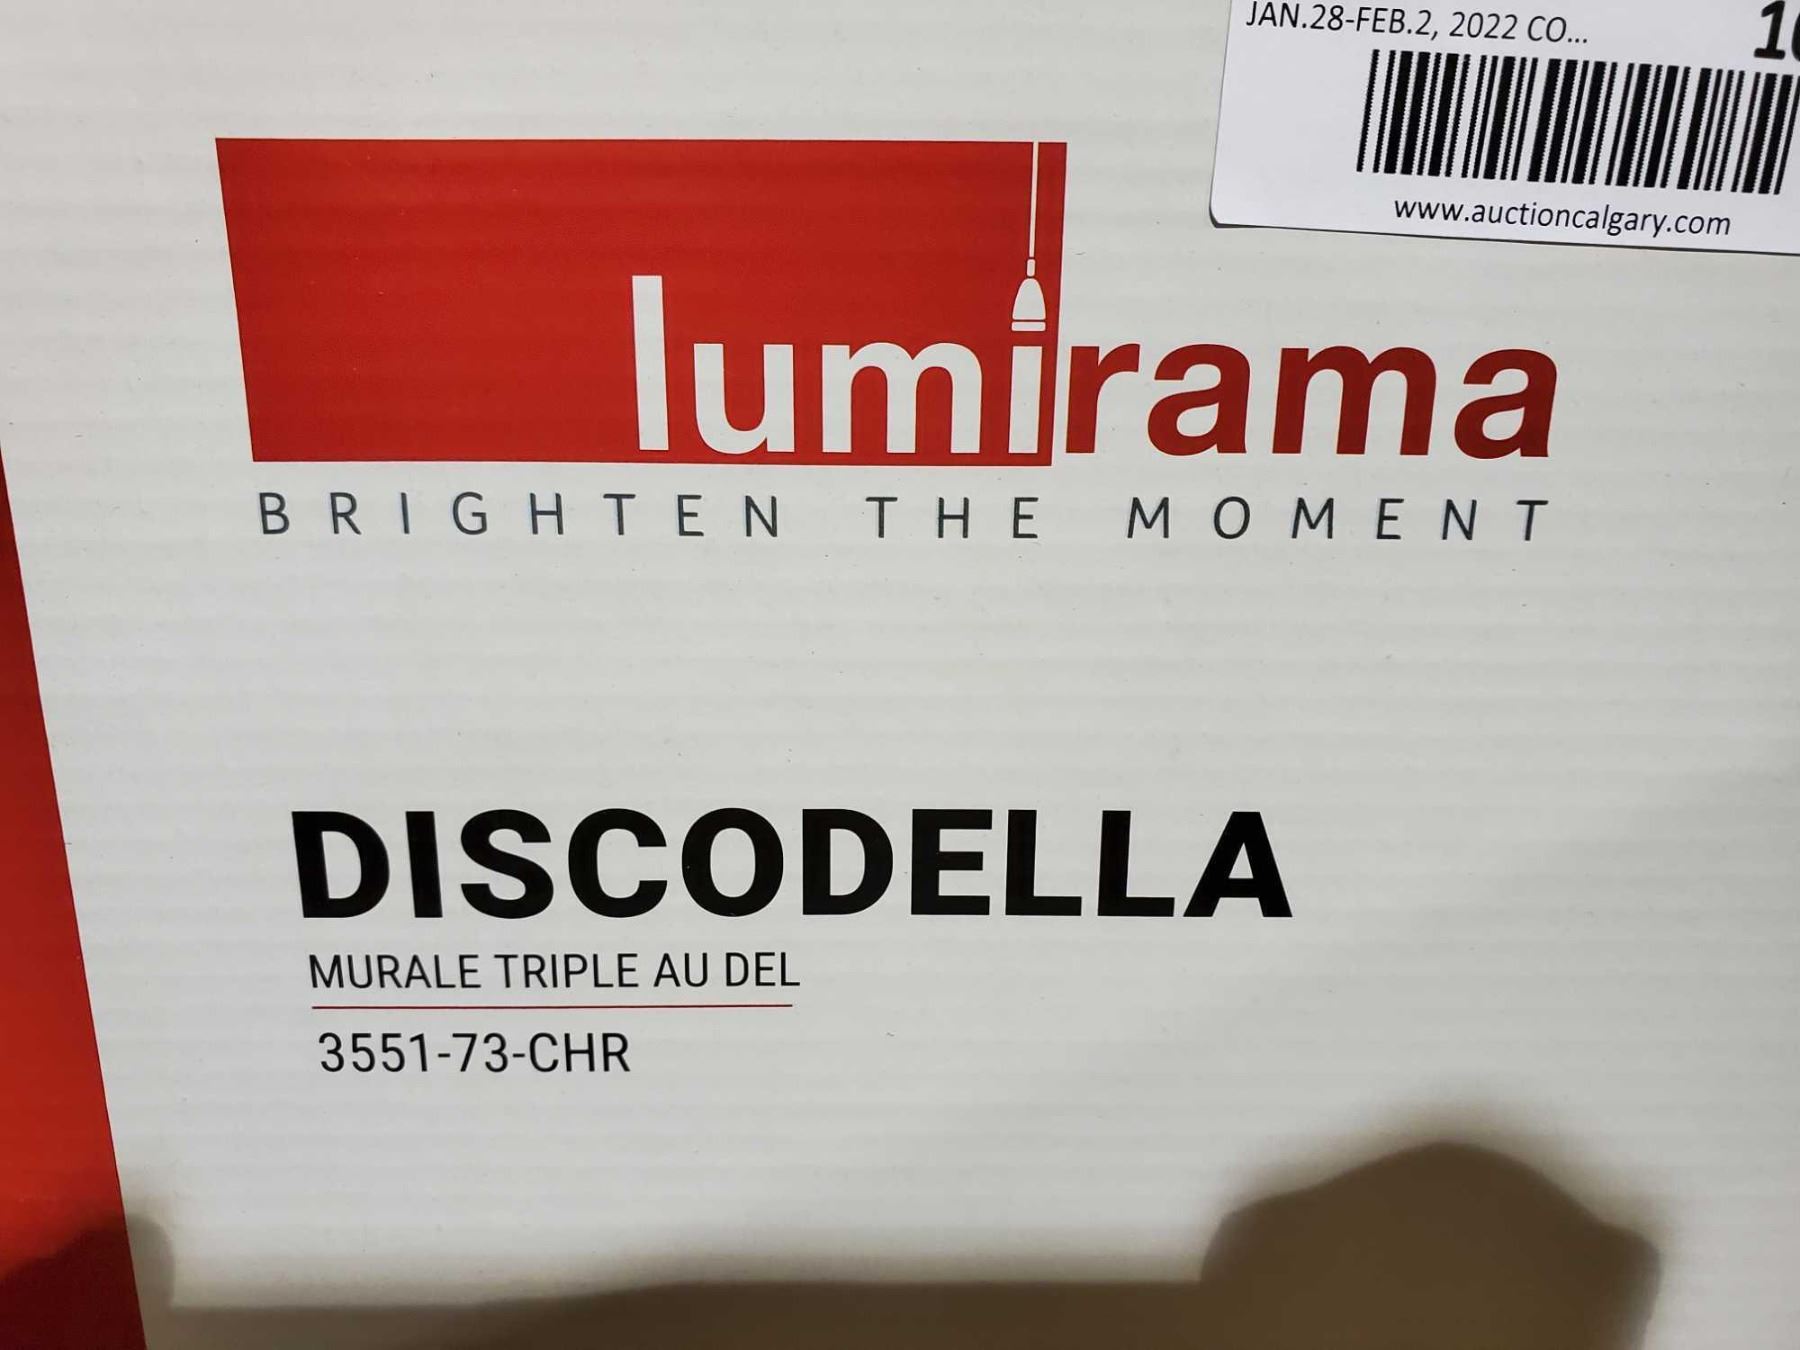 JAN.28-FEB.2, 2022 CO...
www.auctioncalgary.com
lumirama
BRIGHTEN THE MOMENT
DISCODELLA
MURALE TRIPLE AU DEL
3551-73-CHR